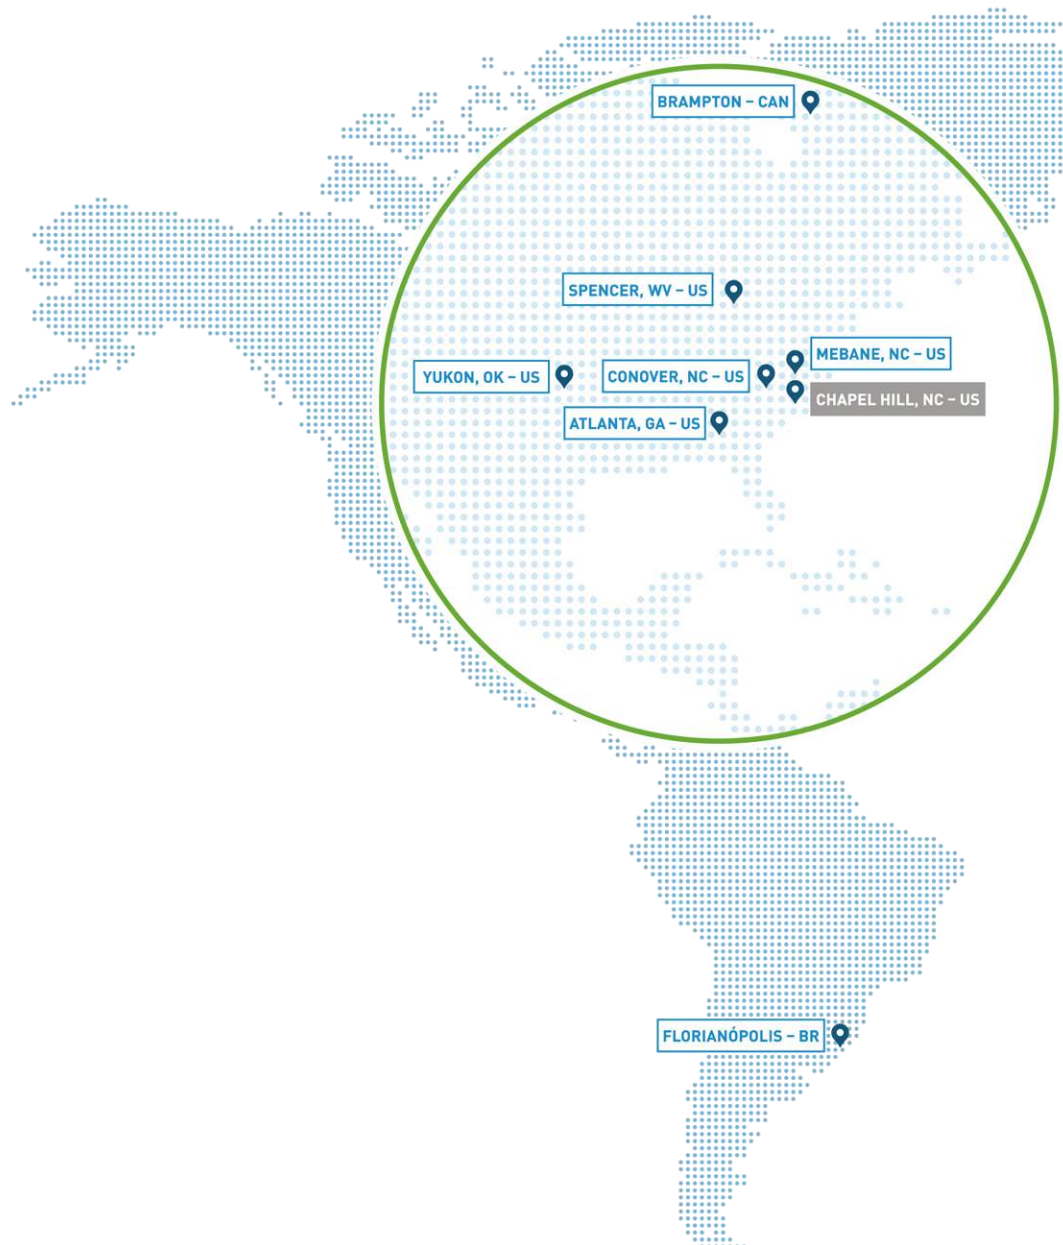 BRAMPTON – CAN
SPENCER, WV – US
MEBANE, NC – US
YUKON, OK – US
CONOVER, NC – US
CHAPEL HILL, NC – US
ATLANTA, GA – US
FLORIANÓPOLIS – BR